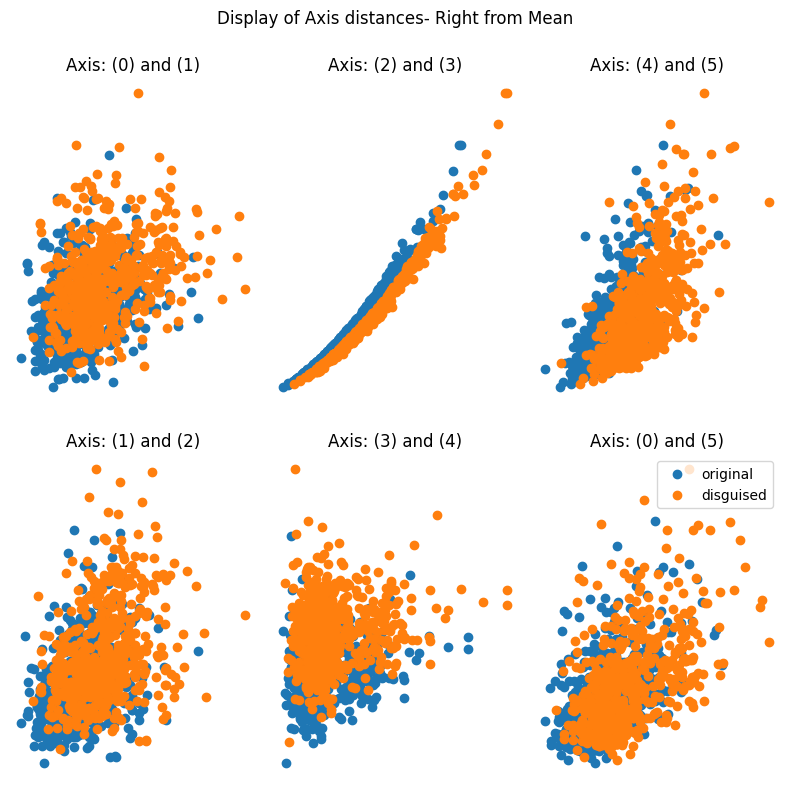 Display of Axis distances- Right from Mean
Axis: (0) and (1)
Axis: (2) and (3)
Axis: (4) and (5)
Axis: (1) and (2)
Axis: (3) and (4)
Axis: (0) and (5)
original
disguised